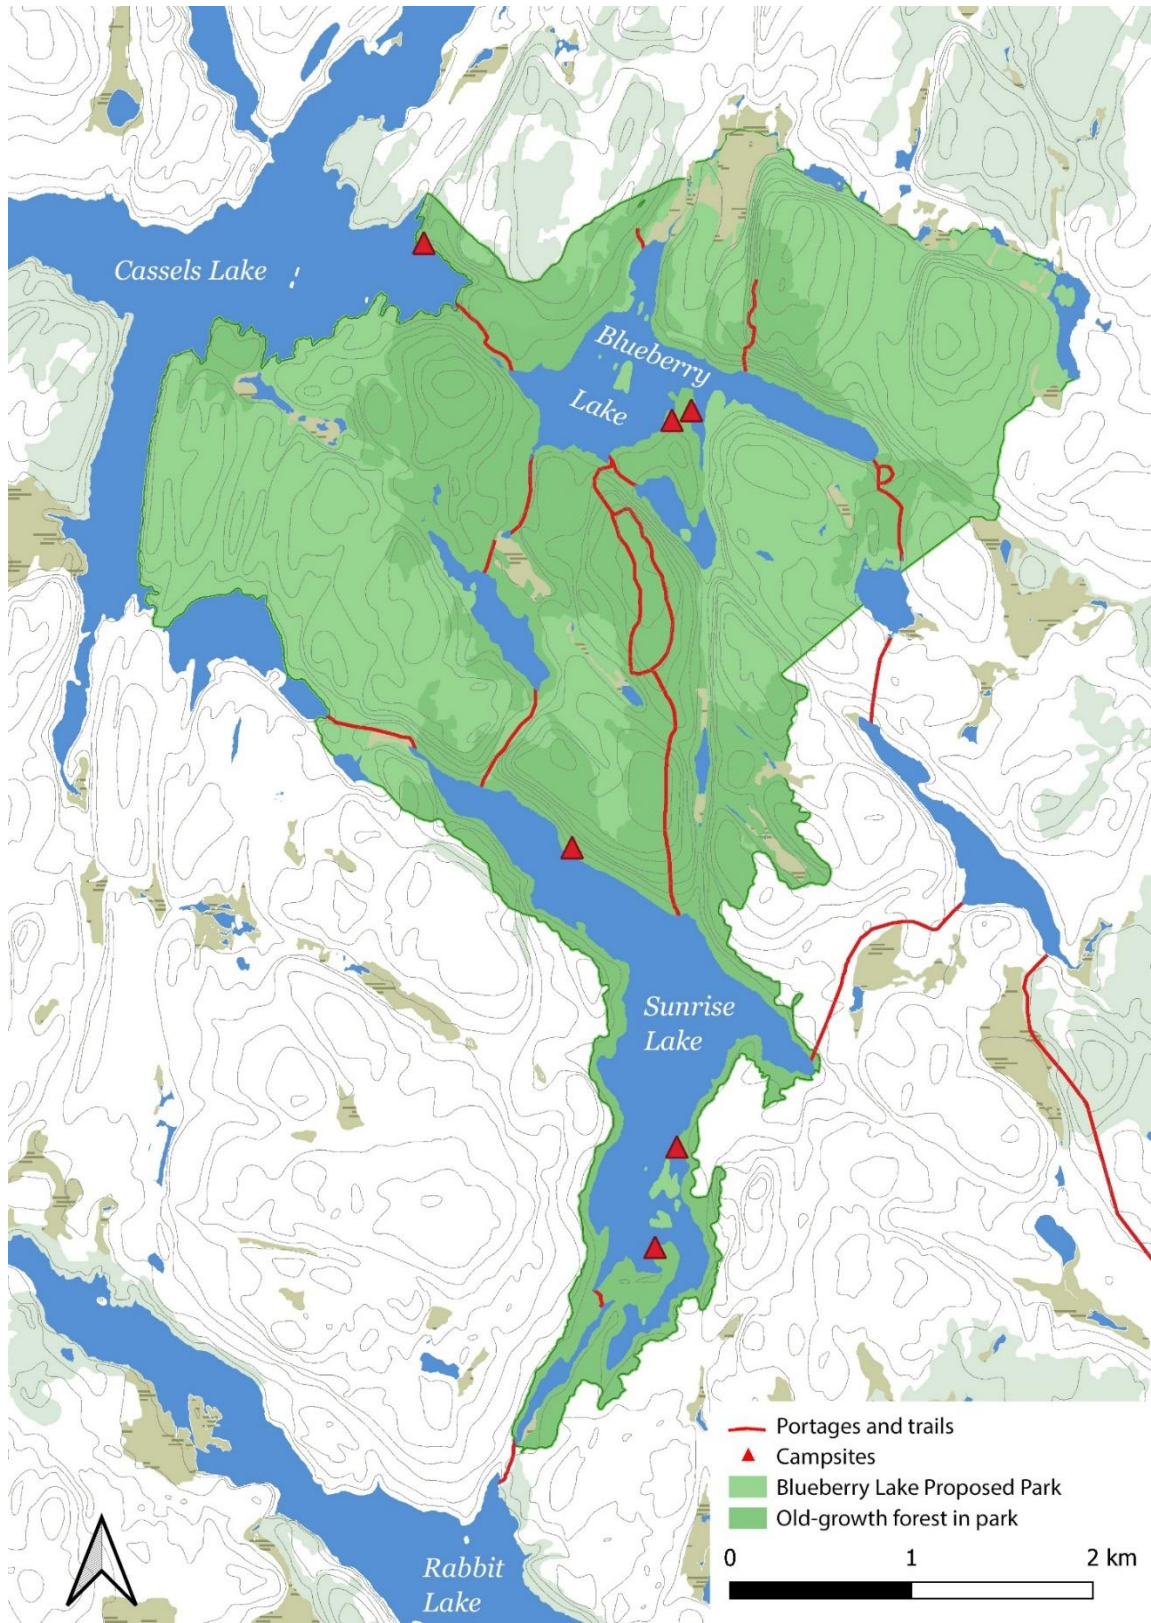 Cassels Lake
Blueberry
Lake
Sunrise
Lake
Portages and trails
Campsites
Blueberry Lake Proposed Park
Old-growth forest in park
0 1 2 km
Rabbit
Lake